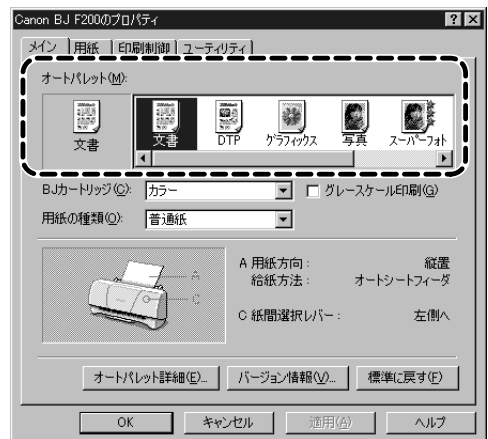 Canon BJ F200のプロパティ
メイン 用紙 印刷制御 ユーティリティ
オートパレット(M):
文書 文書 DTP グラフィックス 写真 スーパーフォト
BJカートリッジ(C): カラー グレースケール印刷(G)
用紙の種類(O): 普通紙
A 用紙方向 : 縦置
給紙方法 : オートシートフィーダ
C 紙間選択レバー : 左側へ
A
C
オートパレット詳細(E)... バージョン情報(V)... 標準に戻す(F)
OK キャンセル 適用(A) ヘルプ